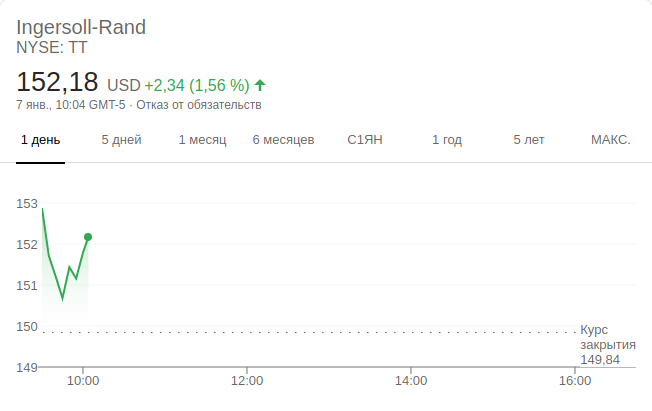 Ingersoll-Rand
NYSE: TT
152,18 USD +2,34 (1,56 %)
7 янв., 10:04 GMT-5 · Отказ от обязательств
1 день 5 дней 1 месяц 6 месяцев С1ЯН 1 год 5 лет МАКС.
153
152
151
150
Курс
закрытия
149,84
149
10:00 12:00 14:00 16:00